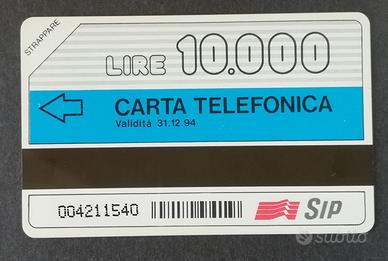 STRAPPARE
LIRE 10.000
CARTA TELEFONICA
Validità 31.12.94
004211540
SIP
subito